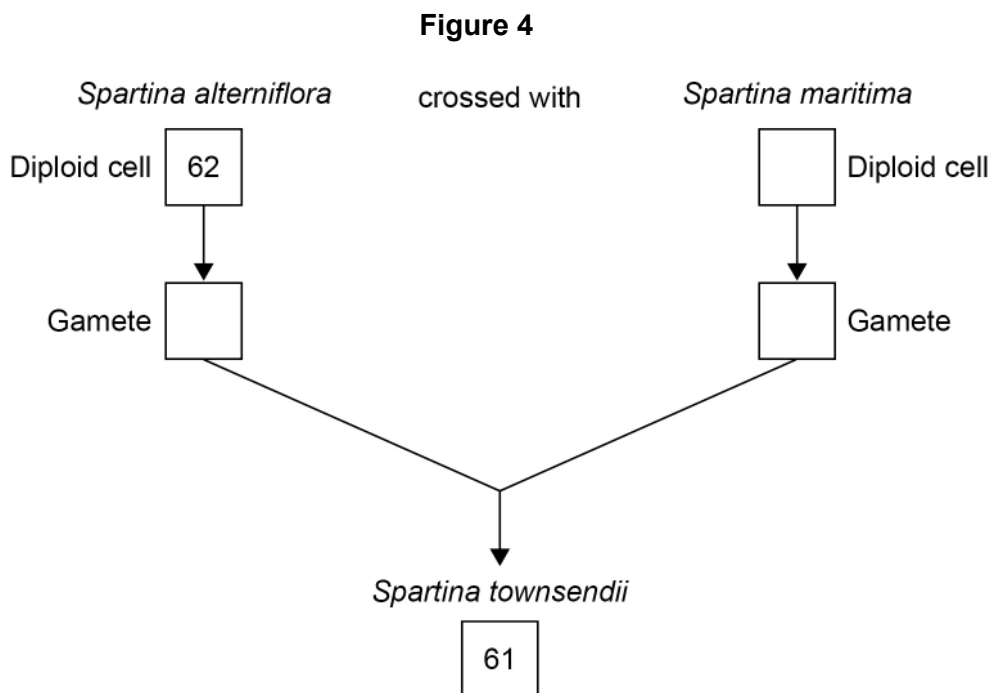 Figure 4
Spartina alterniflora crossed with Spartina maritima
Diploid cell 62 Diploid cell
Gamete Gamete
Spartina townsendii
61